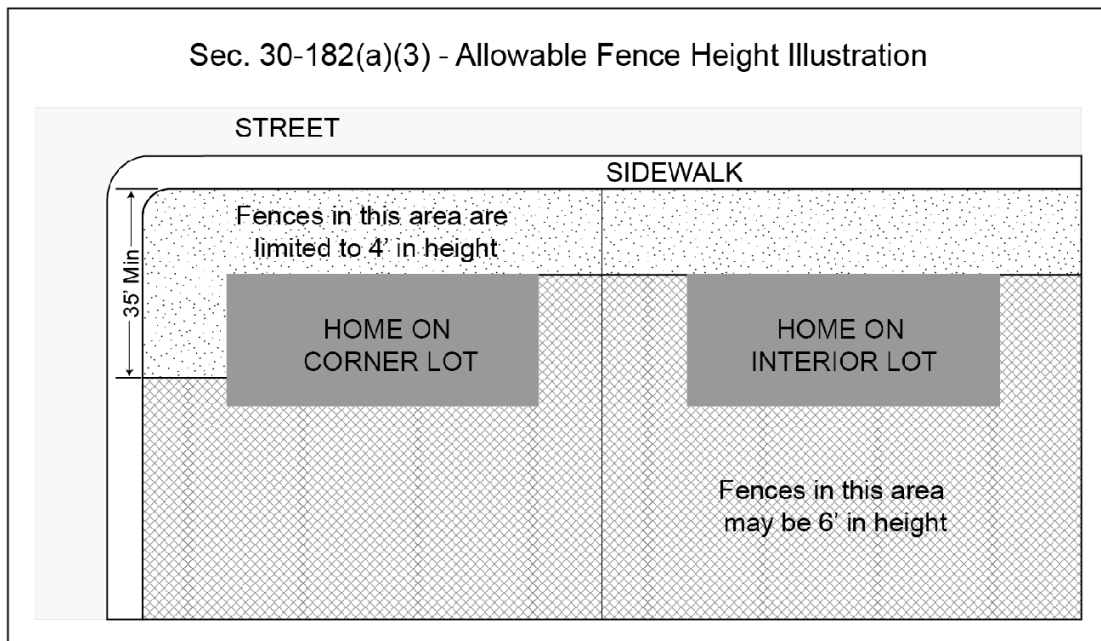 Sec. 30-182(a)(3) - Allowable Fence Height Illustration
STREET
SIDEWALK
Fences in this area are
limited to 4' in height
35' Min
HOME ON
CORNER LOT
HOME ON
INTERIOR LOT
Fences in this area
may be 6' in height